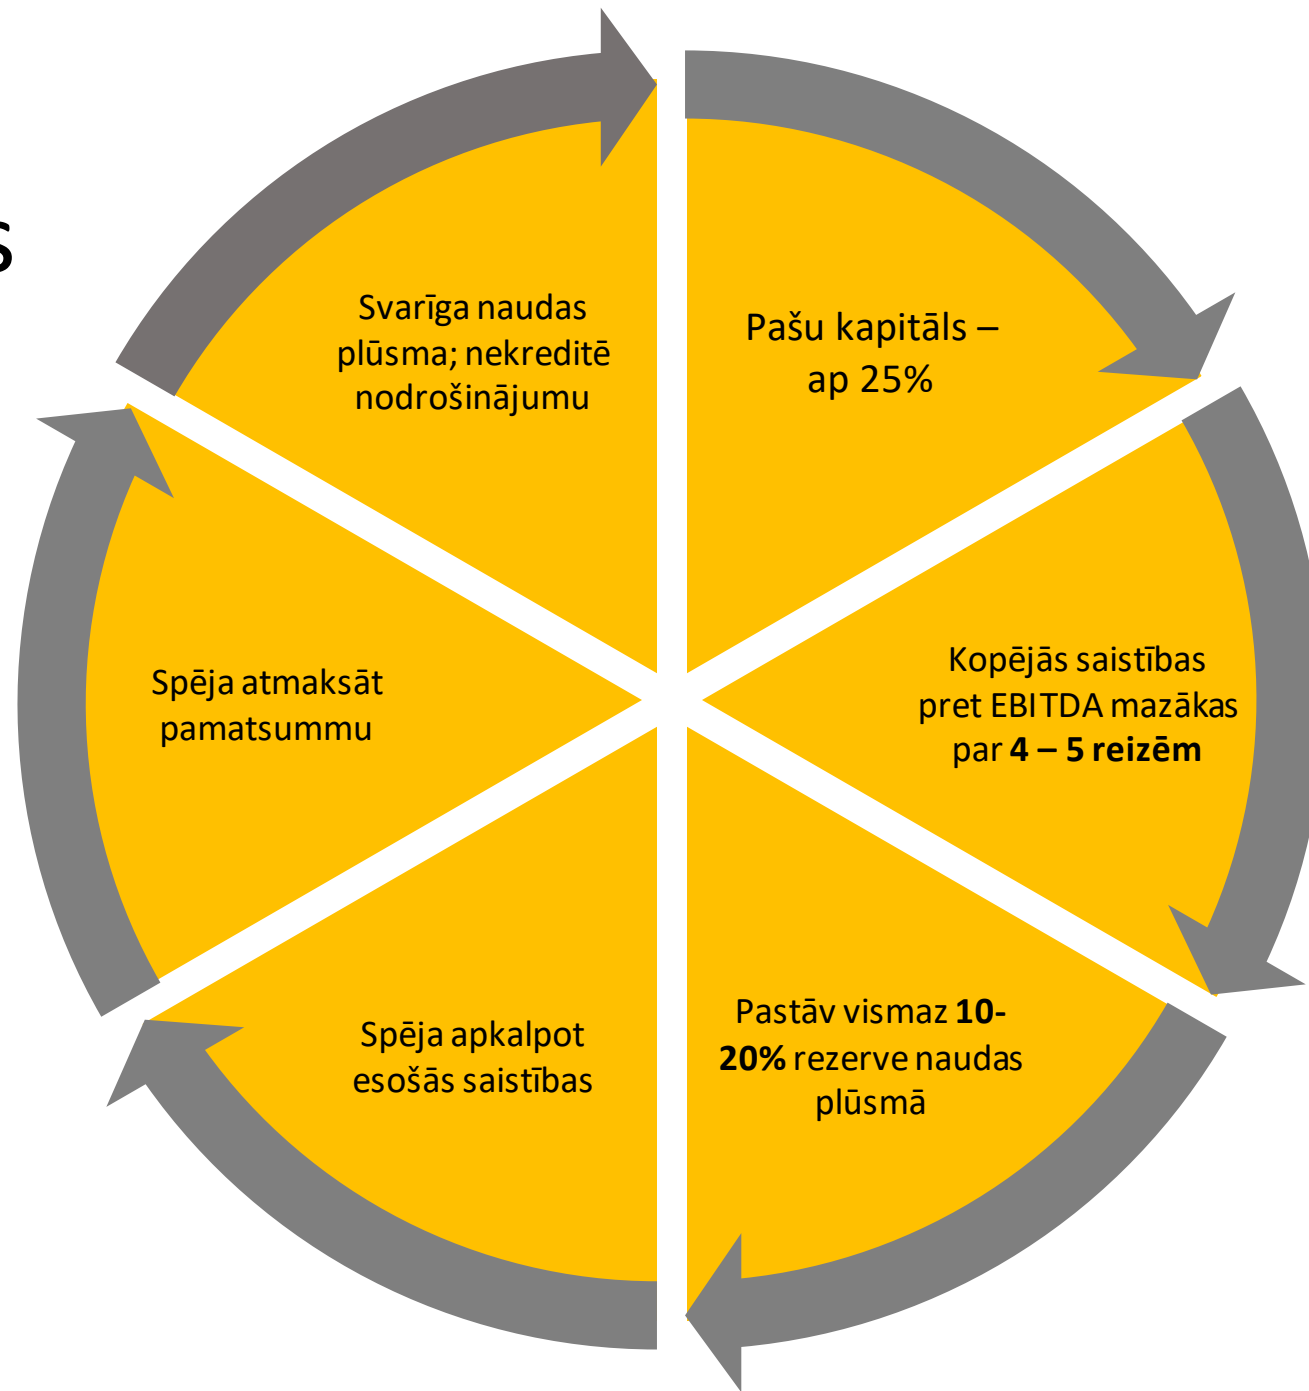 s
Svarīga naudas
plūsma; nekreditē
nodrošinājumu
Pašu kapitāls –
ap 25%
Kopējās saistības
pret EBITDA mazākas
par 4 – 5 reizēm
Pastāv vismaz 10-
20% rezerve naudas
plūsmā
Spēja apkalpot
esošās saistības
Spēja atmaksāt
pamatsummu